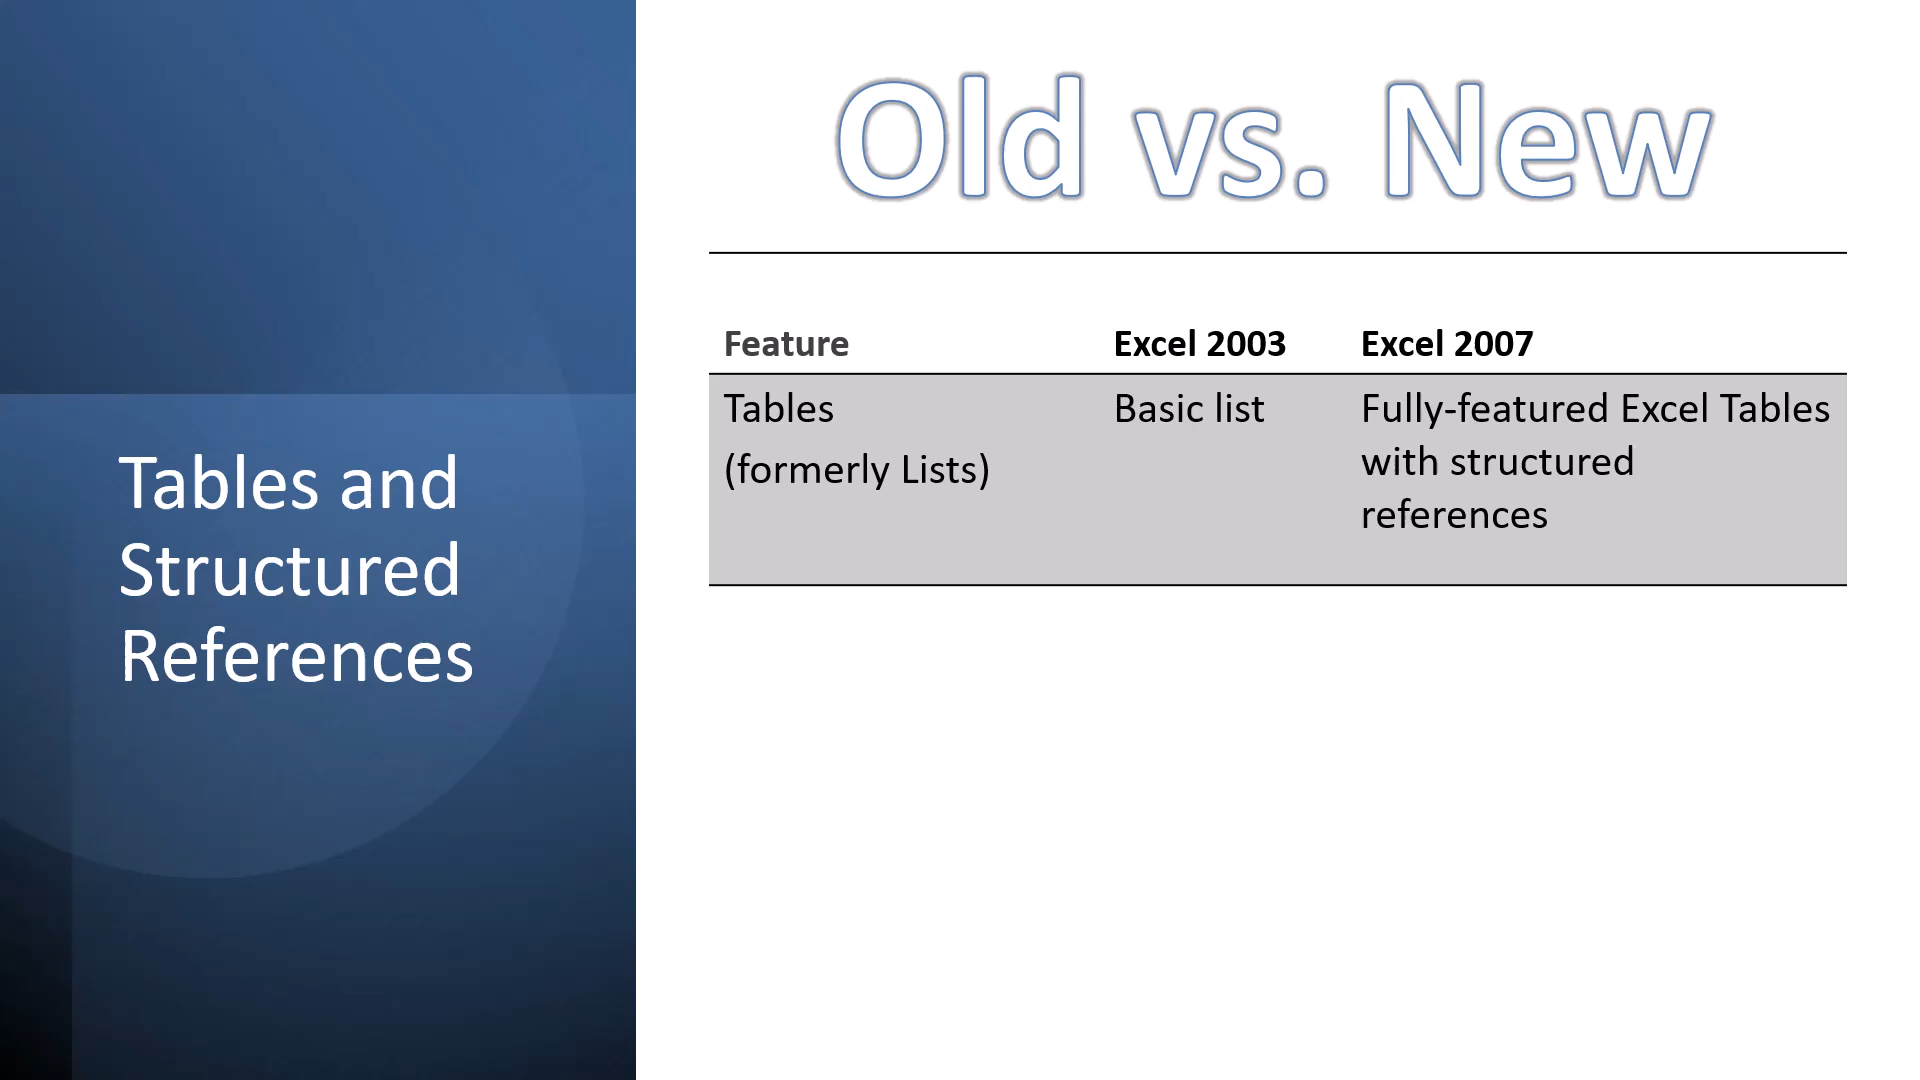 Tables and
Structured
References
Old vs. New
Feature Excel 2003 Excel 2007
Tables Basic list Fully-featured Excel Tables
(formerly Lists) with structured
references